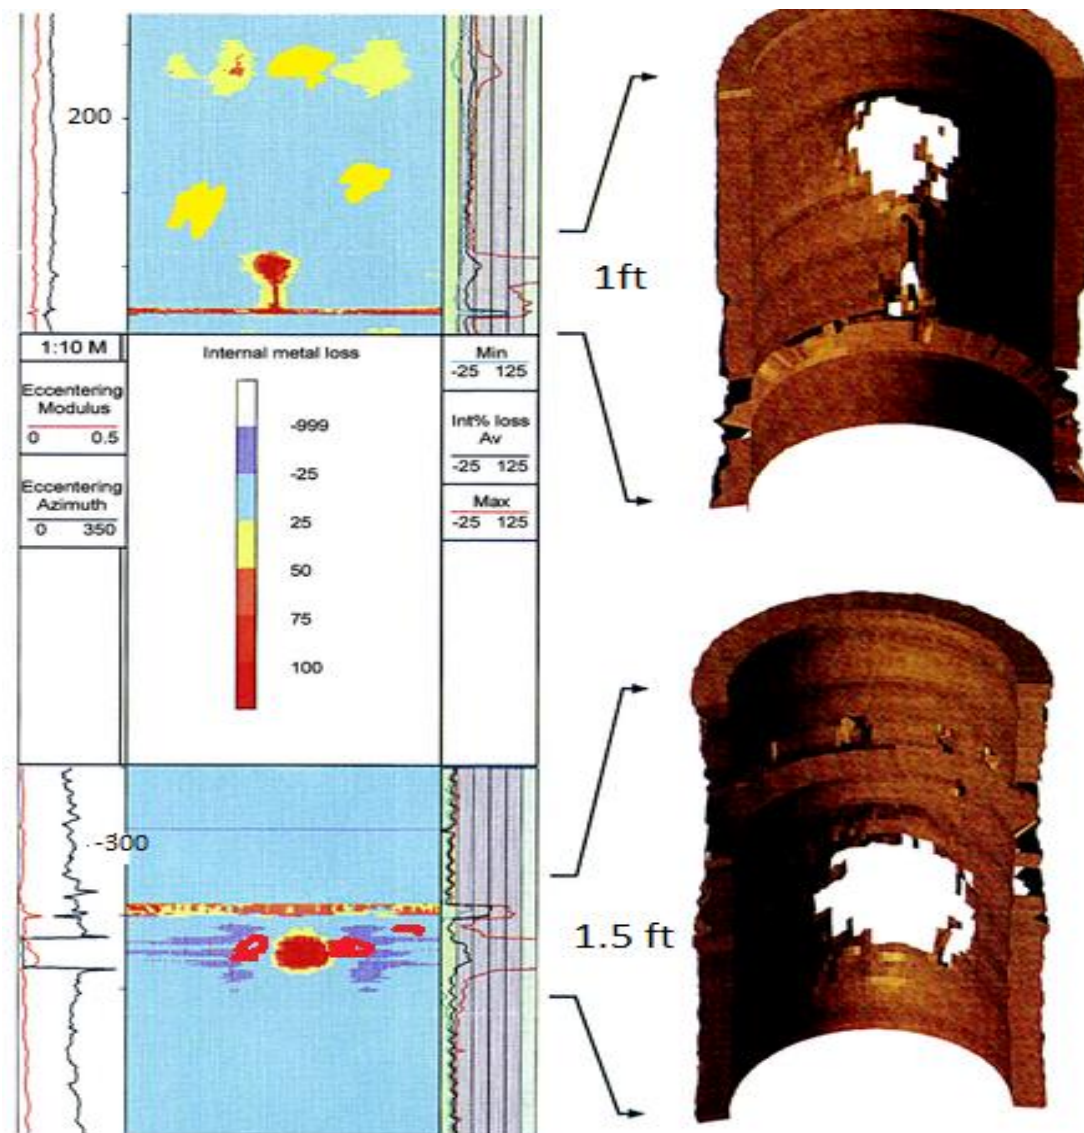 200
1ft
1:10 M
Internal metal loss
Min
-25 125
Eccentering
Modulus
0 0.5
-999
-25
Int% loss
Av
-25 125
Eccentering
Azimuth
0 350
25
Max
-25 125
50
75
100
-300
1.5 ft